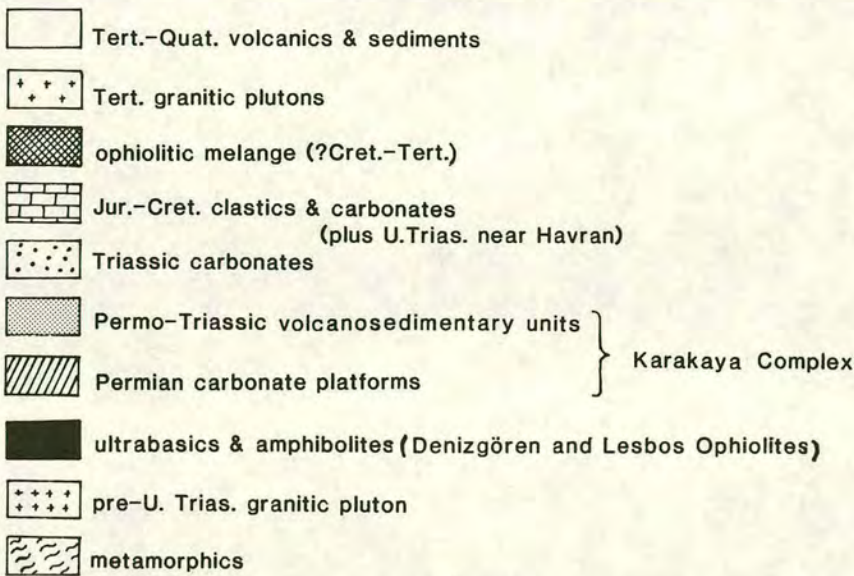 Tert.-Quat. volcanics & sediments
Tert. granitic plutons
ophiolitic melange (?Cret.-Tert.)
Jur.-Cret. clastics & carbonates
(plus U.Trias. near Havran)
Triassic carbonates
Permo-Triassic volcanosedimentary units
Karakaya Complex
Permian carbonate platforms
ultrabasics & amphibolites (Denizgören and Lesbos Ophiolites)
pre-U. Trias. granitic pluton
metamorphics